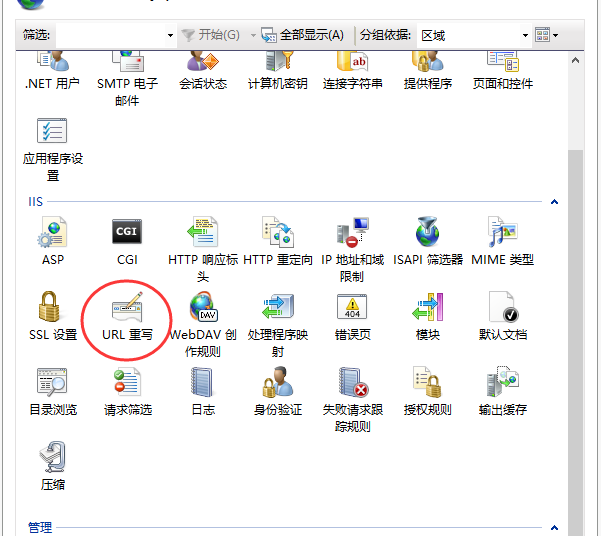 筛选:
开始(G)
全部显示(A)
分组依据:
区域
.NET 用户
SMTP 电子
邮件
会话状态
计算机密钥
连接字符串
ab
提供程序
页面和控件
应用程序设
置
IIS
ASP
CGI
CGI
HTTP 响应标
头
HTTP 重定向
IP 地址和域
限制
ISAPI 筛选器
MIME 类型
SSL 设置
URL 重写
DAV
WebDAV 创
作规则
处理程序映
射
404
错误页
模块
默认文档
目录浏览
请求筛选
日志
身份验证
失败请求跟
踪规则
授权规则
输出缓存
压缩
管理